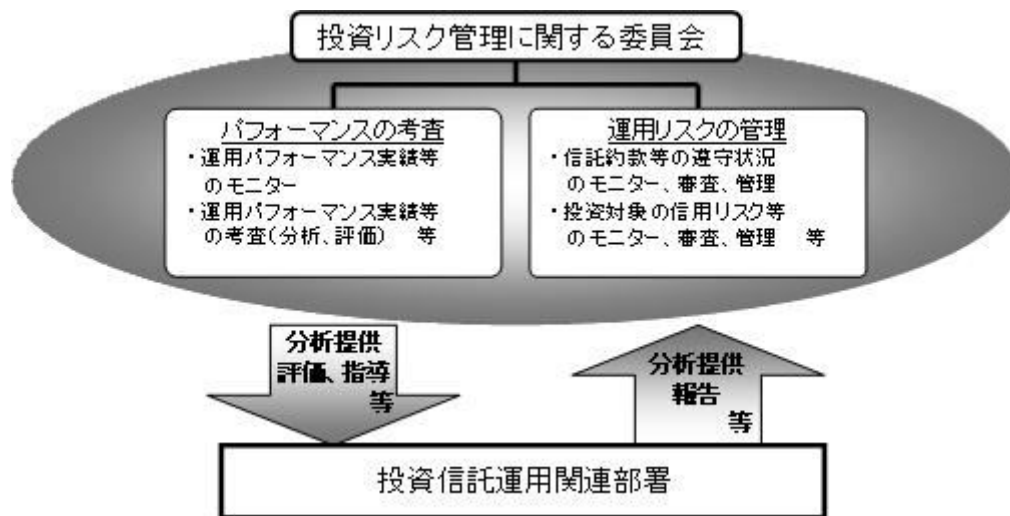 投資リスク管理に関する委員会
パフォーマンスの考査
・運用パフォーマンス実績等
のモニター
・運用パフォーマンス実績等
の考査(分析、評価) 等
運用リスクの管理
・信託約款等の遵守状況
のモニター、審査、管理
・投資対象の信用リスク等
のモニター、審査、管理 等
分析提供
評価、指導
等
分析提供
報告
等
投資信託運用関連部署